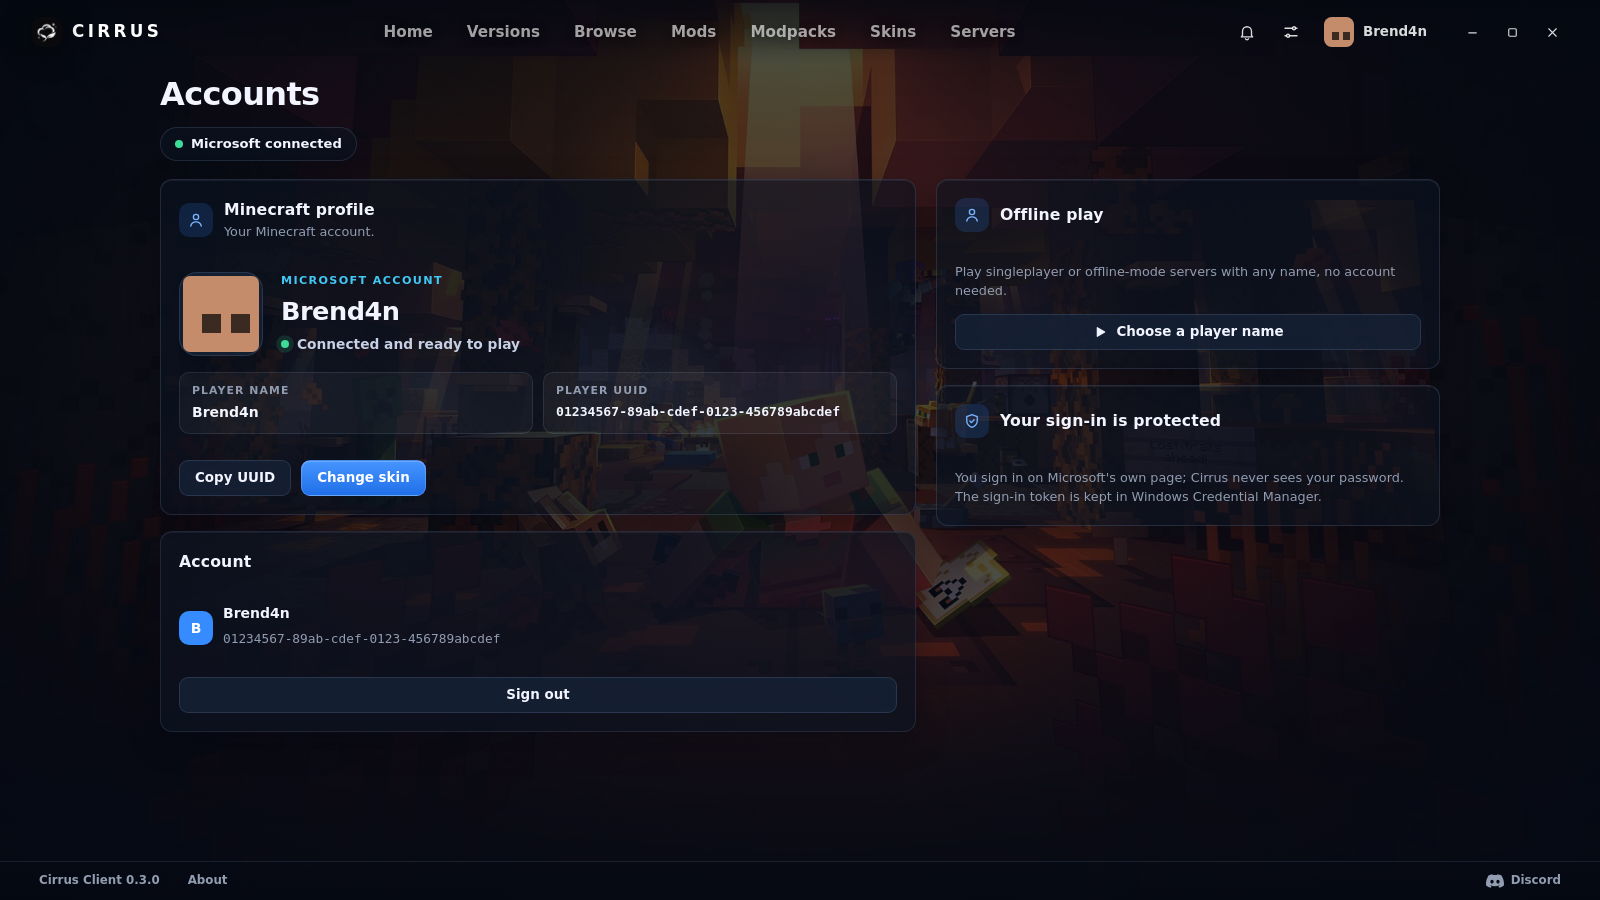 CIRRUS
Home
Versions
Browse
Mods
Modpacks
Skins
Servers
Brend4n
Accounts
Microsoft connected
Minecraft profile
Your Minecraft account.
MICROSOFT ACCOUNT
Brend4n
Connected and ready to play
PLAYER NAME
Brend4n
PLAYER UUID
01234567-89ab-cdef-0123-456789abcdef
Copy UUID
Change skin
Account
B
Brend4n
01234567-89ab-cdef-0123-456789abcdef
Sign out
Offline play
Play singleplayer or offline-mode servers with any name, no account
needed.
Choose a player name
Your sign-in is protected
You sign in on Microsoft's own page; Cirrus never sees your password.
The sign-in token is kept in Windows Credential Manager.
Cirrus Client 0.3.0
About
Discord